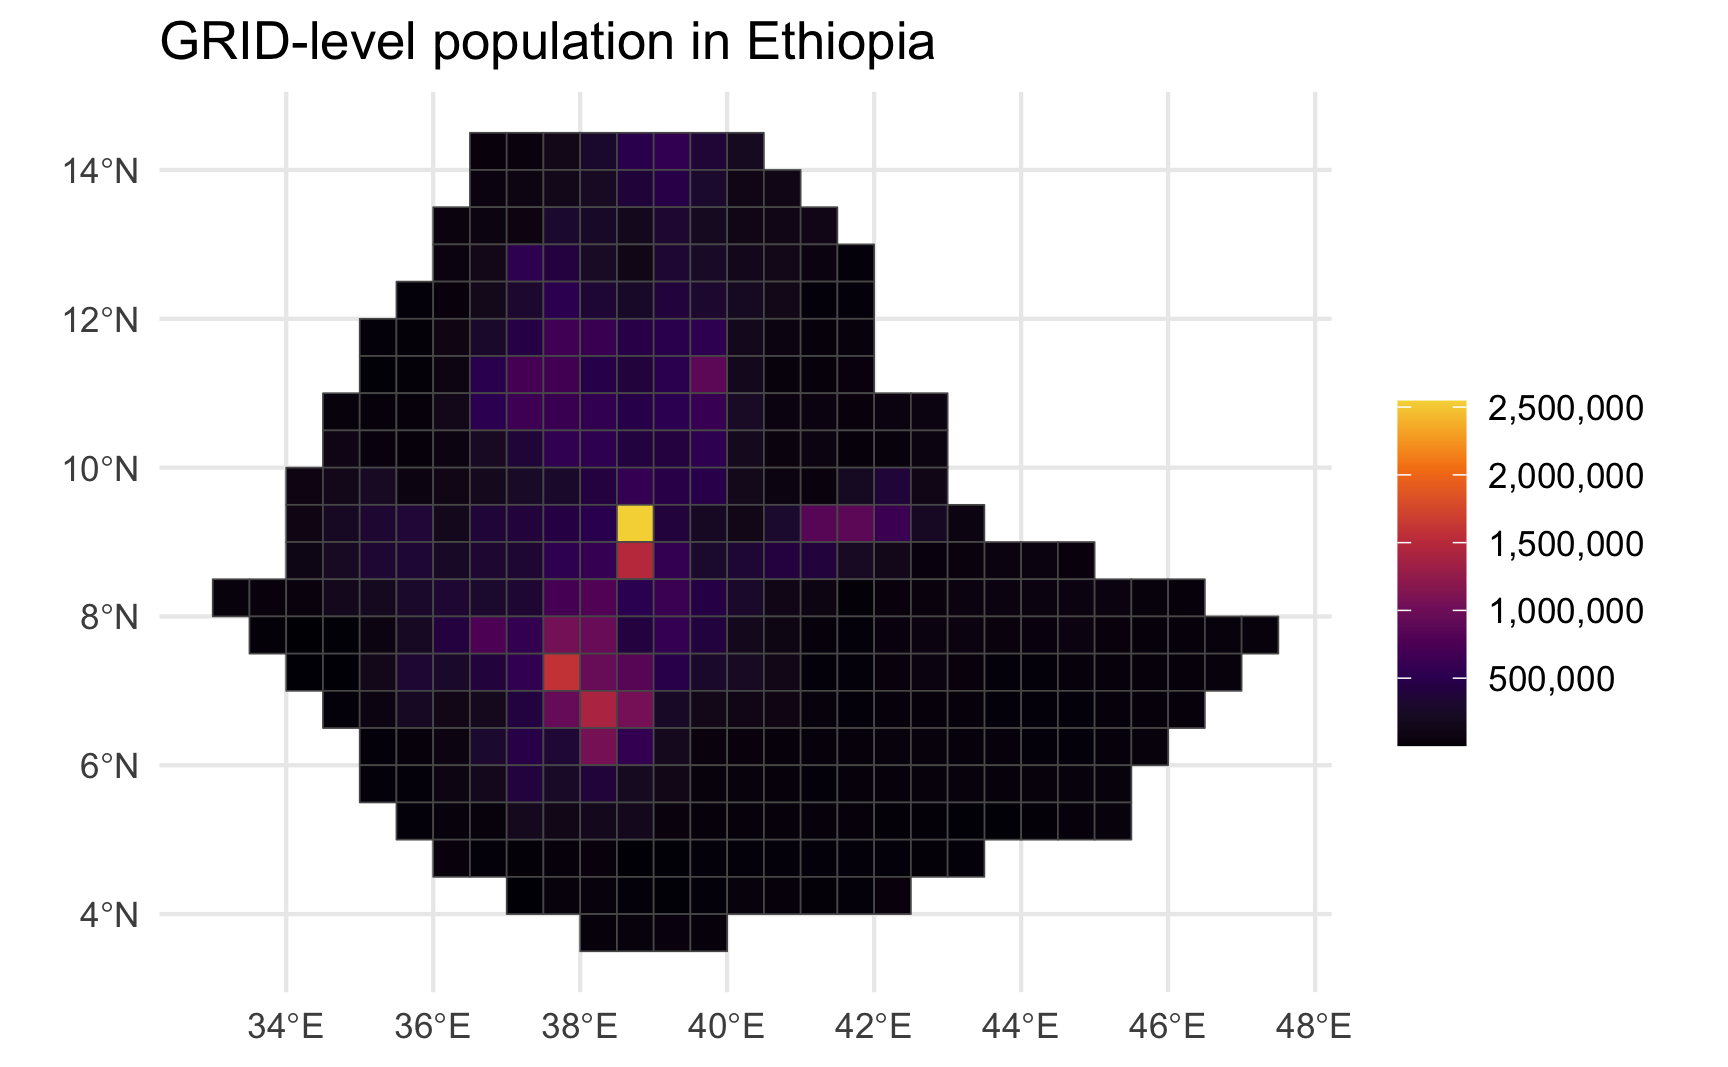 GRID-level population in Ethiopia
14°N
12°N
10°N
8°N
6°N
4°N
34°E 36°E 38°E 40°E 42°E 44°E 46°E 48°E
2,500,000
2,000,000
1,500,000
1,000,000
500,000